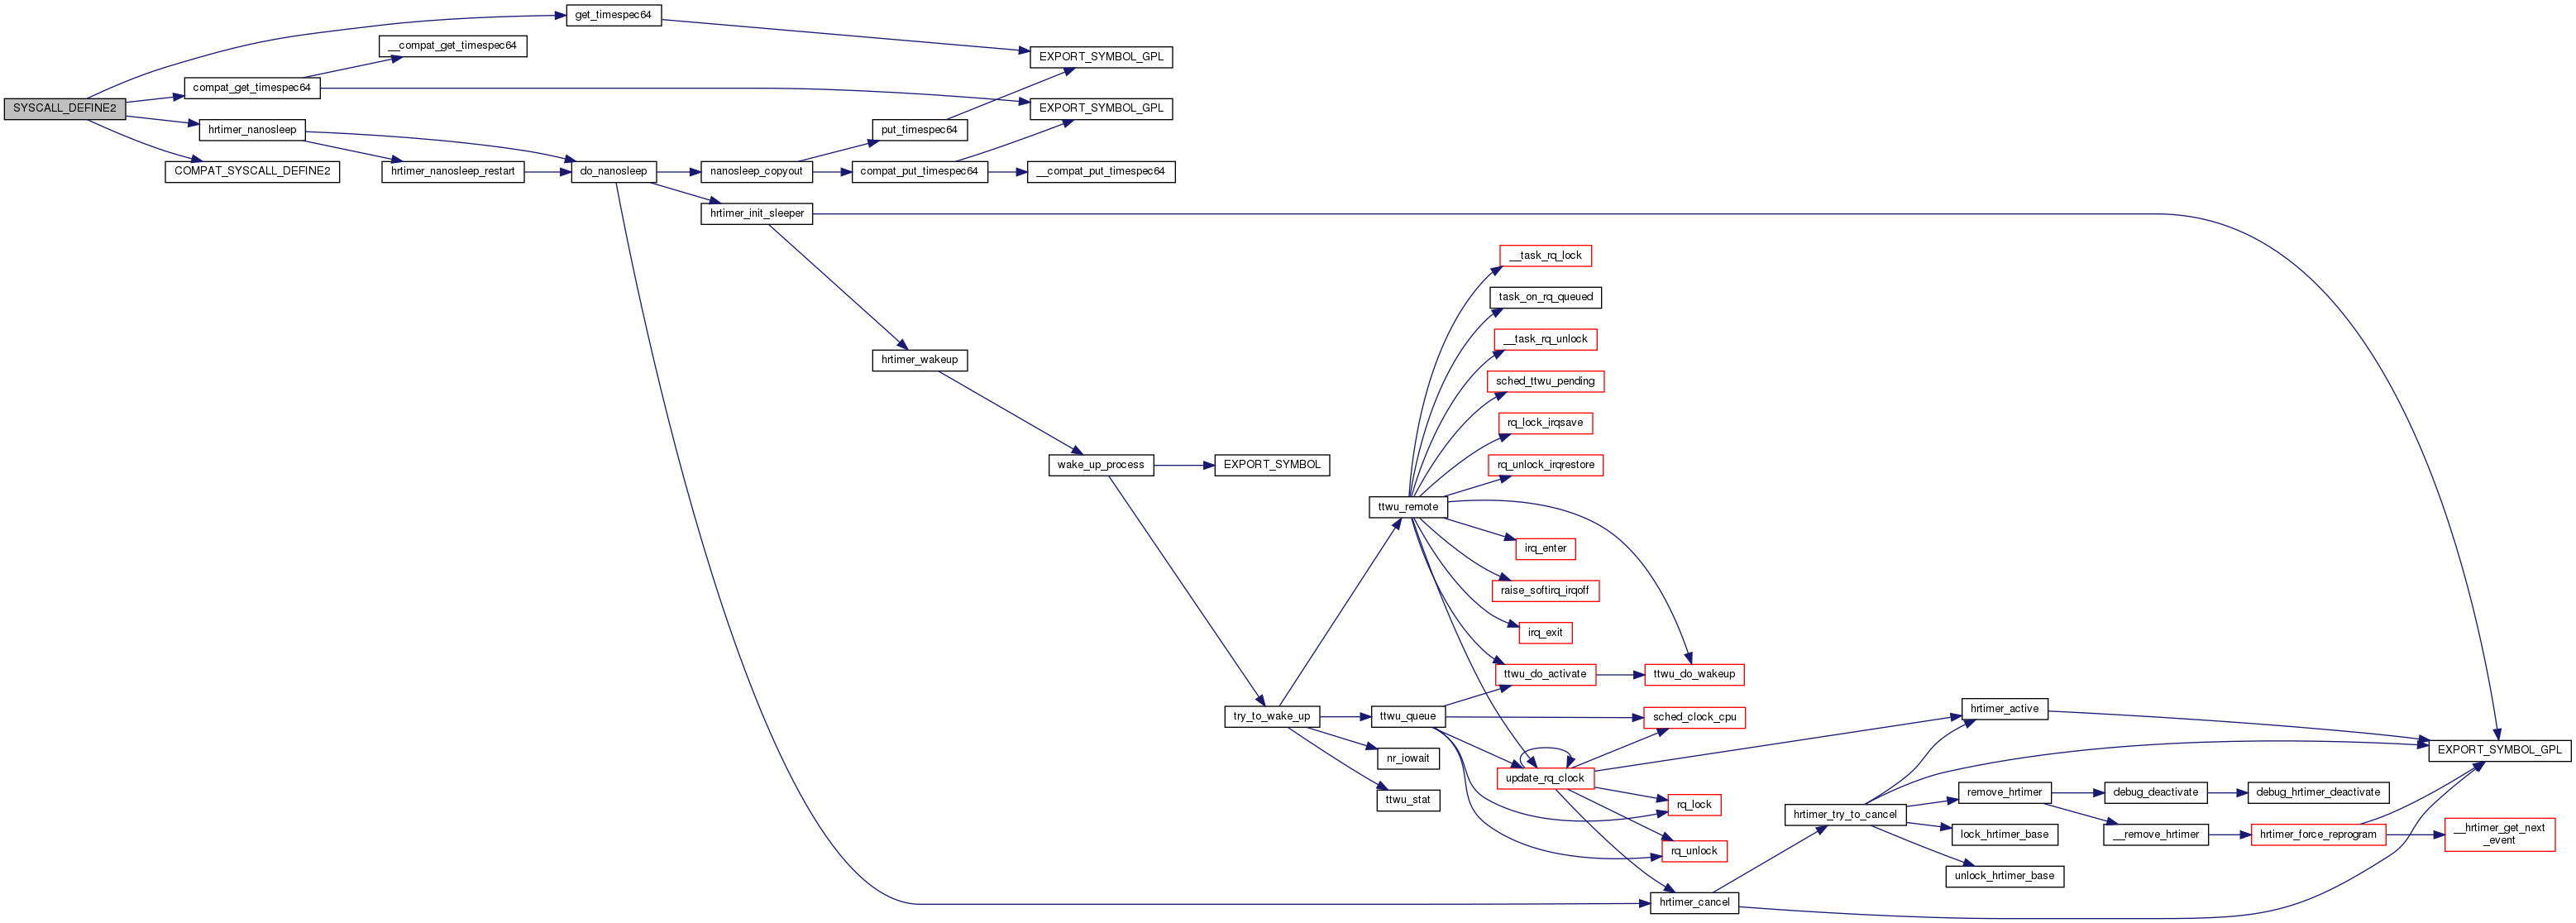 get_timespec64
__compat_get_timespec64
EXPORT_SYMBOL_GPL
compat_get_timespec64
SYSCALL_DEFINE2
EXPORT_SYMBOL_GPL
hrtimer_nanosleep
put_timespec64
COMPAT_SYSCALL_DEFINE2
hrtimer_nanosleep_restart
do_nanosleep
nanosleep_copyout
compat_put_timespec64
__compat_put_timespec64
hrtimer_init_sleeper
__task_rq_lock
task_on_rq_queued
__task_rq_unlock
hrtimer_wakeup
sched_ttwu_pending
rq_lock_irqsave
wake_up_process
EXPORT_SYMBOL
rq_unlock_irqrestore
ttwu_remote
irq_enter
raise_softirq_irqoff
irq_exit
ttwu_do_activate
ttwu_do_wakeup
try_to_wake_up
ttwu_queue
sched_clock_cpu
hrtimer_active
nr_iowait
EXPORT_SYMBOL_GPL
update_rq_clock
ttwu_stat
rq_lock
hrtimer_try_to_cancel
remove_hrtimer
debug_deactivate
debug_hrtimer_deactivate
lock_hrtimer_base
__remove_hrtimer
hrtimer_force_reprogram
__hrtimer_get_next
_event
rq_unlock
unlock_hrtimer_base
hrtimer_cancel